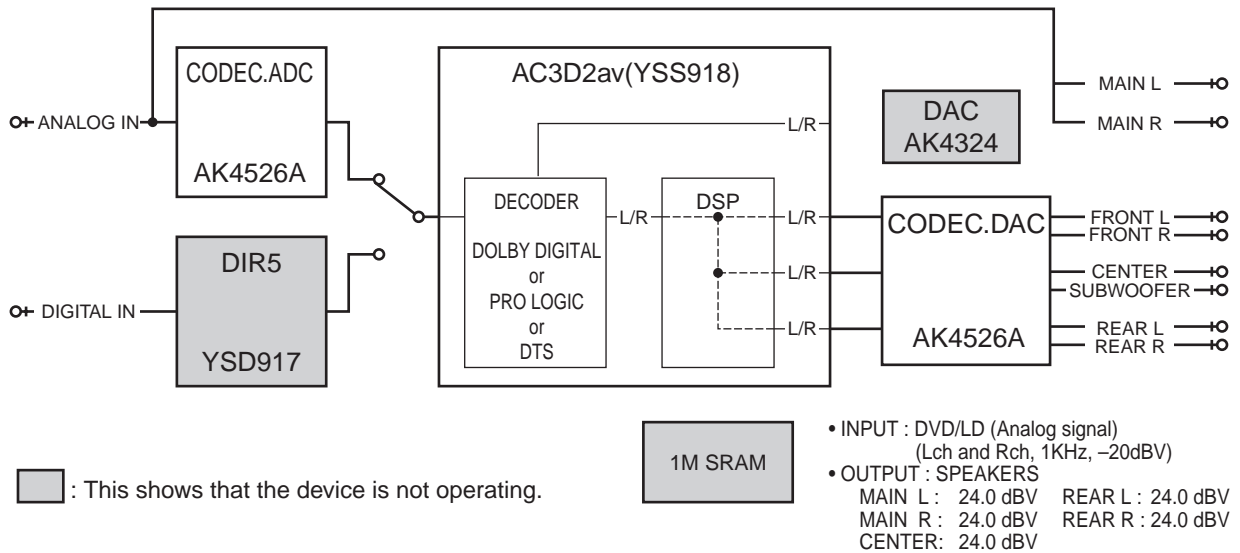 CODEC.ADC
AK4526A
ANALOG IN
DIR5
YSD917
DIGITAL IN
AC3D2av(YSS918)
L/R
DECODER
DOLBY DIGITAL
or
PRO LOGIC
or
DTS
L/R
DSP
L/R
L/R
L/R
DAC
AK4324
MAIN L
MAIN R
CODEC.DAC
AK4526A
FRONT L
FRONT R
CENTER
SUBWOOFER
REAR L
REAR R
: This shows that the device is not operating.
1M SRAM
• INPUT : DVD/LD (Analog signal)
(Lch and Rch, 1KHz, –20dBV)
• OUTPUT : SPEAKERS
MAIN L : 24.0 dBV REAR L : 24.0 dBV
MAIN R : 24.0 dBV REAR R : 24.0 dBV
CENTER: 24.0 dBV